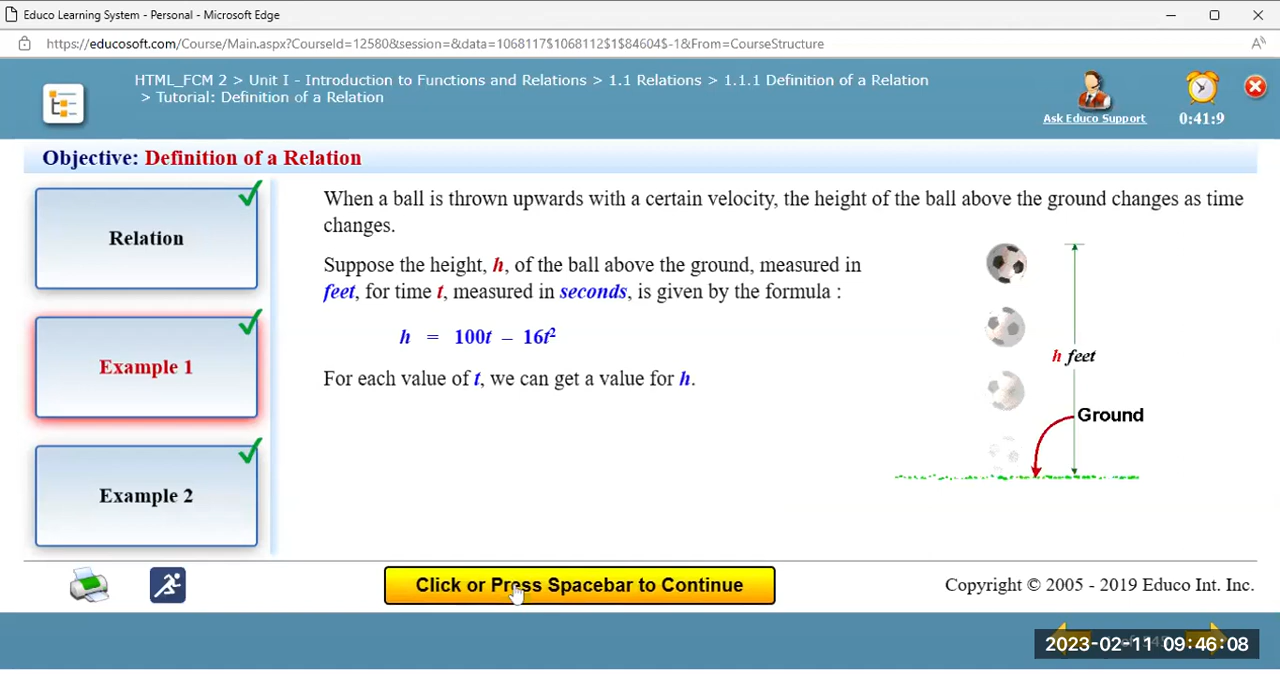 Educo Learning System - Personal - Microsoft Edge
https://educosoft.com/Course/Main.aspx?CourseId=12580&session=&data=1068117$1068112$1$84604$-1&From=CourseStructure
HTML_FCM 2 > Unit I - Introduction to Functions and Relations > 1.1 Relations > 1.1.1 Definition of a Relation
> Tutorial: Definition of a Relation
Ask Educo Support
0:41:9
Objective: Definition of a Relation
Relation
Example 1
Example 2
When a ball is thrown upwards with a certain velocity, the height of the ball above the ground changes as time
changes.
Suppose the height, h, of the ball above the ground, measured in
feet, for time t, measured in seconds, is given by the formula :
h = 100t – 16t²
For each value of t, we can get a value for h.
h feet
Ground
Click or Press Spacebar to Continue
Copyright © 2005 - 2019 Educo Int. Inc.
2023-02-11 09:46:08